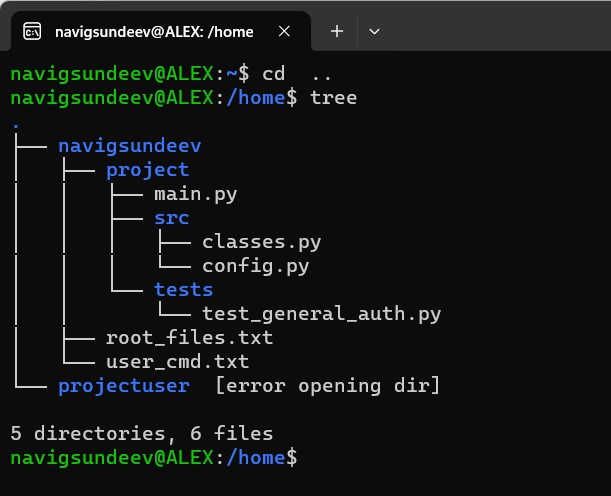 navigsundeev@ALEX: /home
navigsundeev@ALEX:~$ cd  ..
navigsundeev@ALEX:/home$ tree
.
├── navigsundeev
│   ├── project
│   │   ├── main.py
│   │   ├── src
│   │   │   ├── classes.py
│   │   │   └── config.py
│   │   └── tests
│   │       └── test_general_auth.py
│   ├── root_files.txt
│   └── user_cmd.txt
└── projectuser  [error opening dir]

5 directories, 6 files
navigsundeev@ALEX:/home$